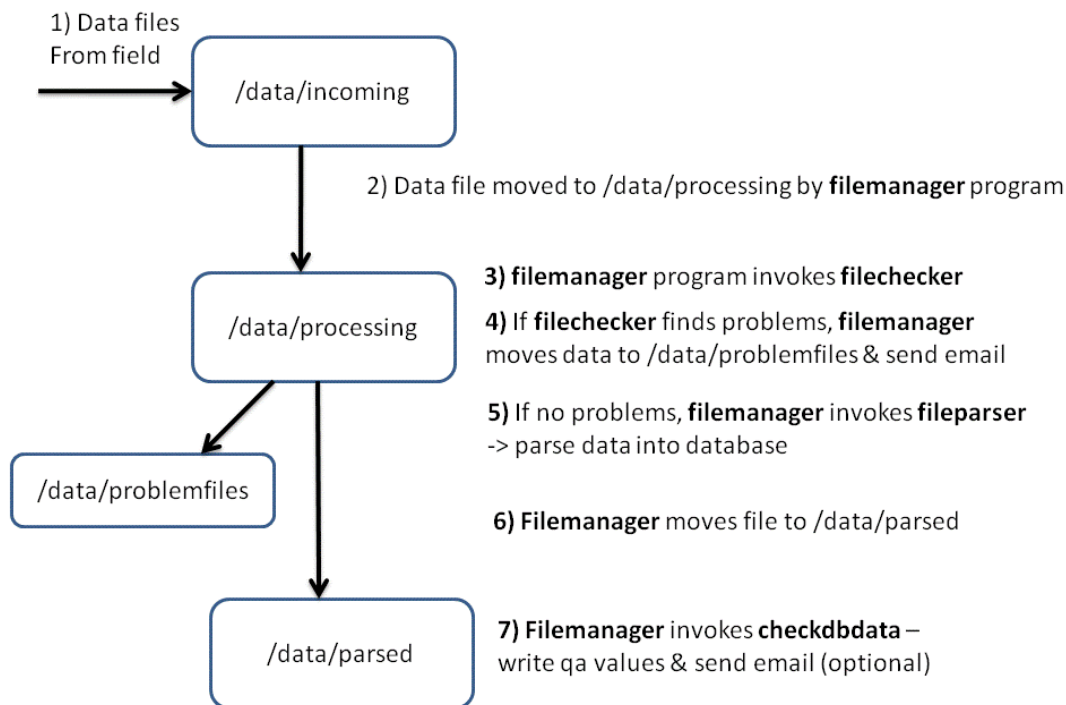 1) Data files
From field
/data/incoming
2) Data file moved to /data/processing by filemanager program
/data/processing
3) filemanager program invokes filechecker
4) If filechecker finds problems, filemanager
moves data to /data/problemfiles & send email
5) If no problems, filemanager invokes fileparser
-> parse data into database
/data/problemfiles
6) Filemanager moves file to /data/parsed
/data/parsed
7) Filemanager invokes checkdbdata –
write qa values & send email (optional)